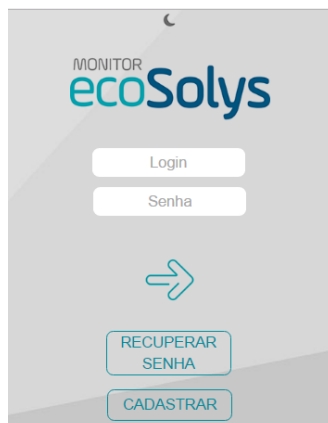 MONITOR
ecoSolys
Login
Senha
RECUPERAR
SENHA
CADASTRAR